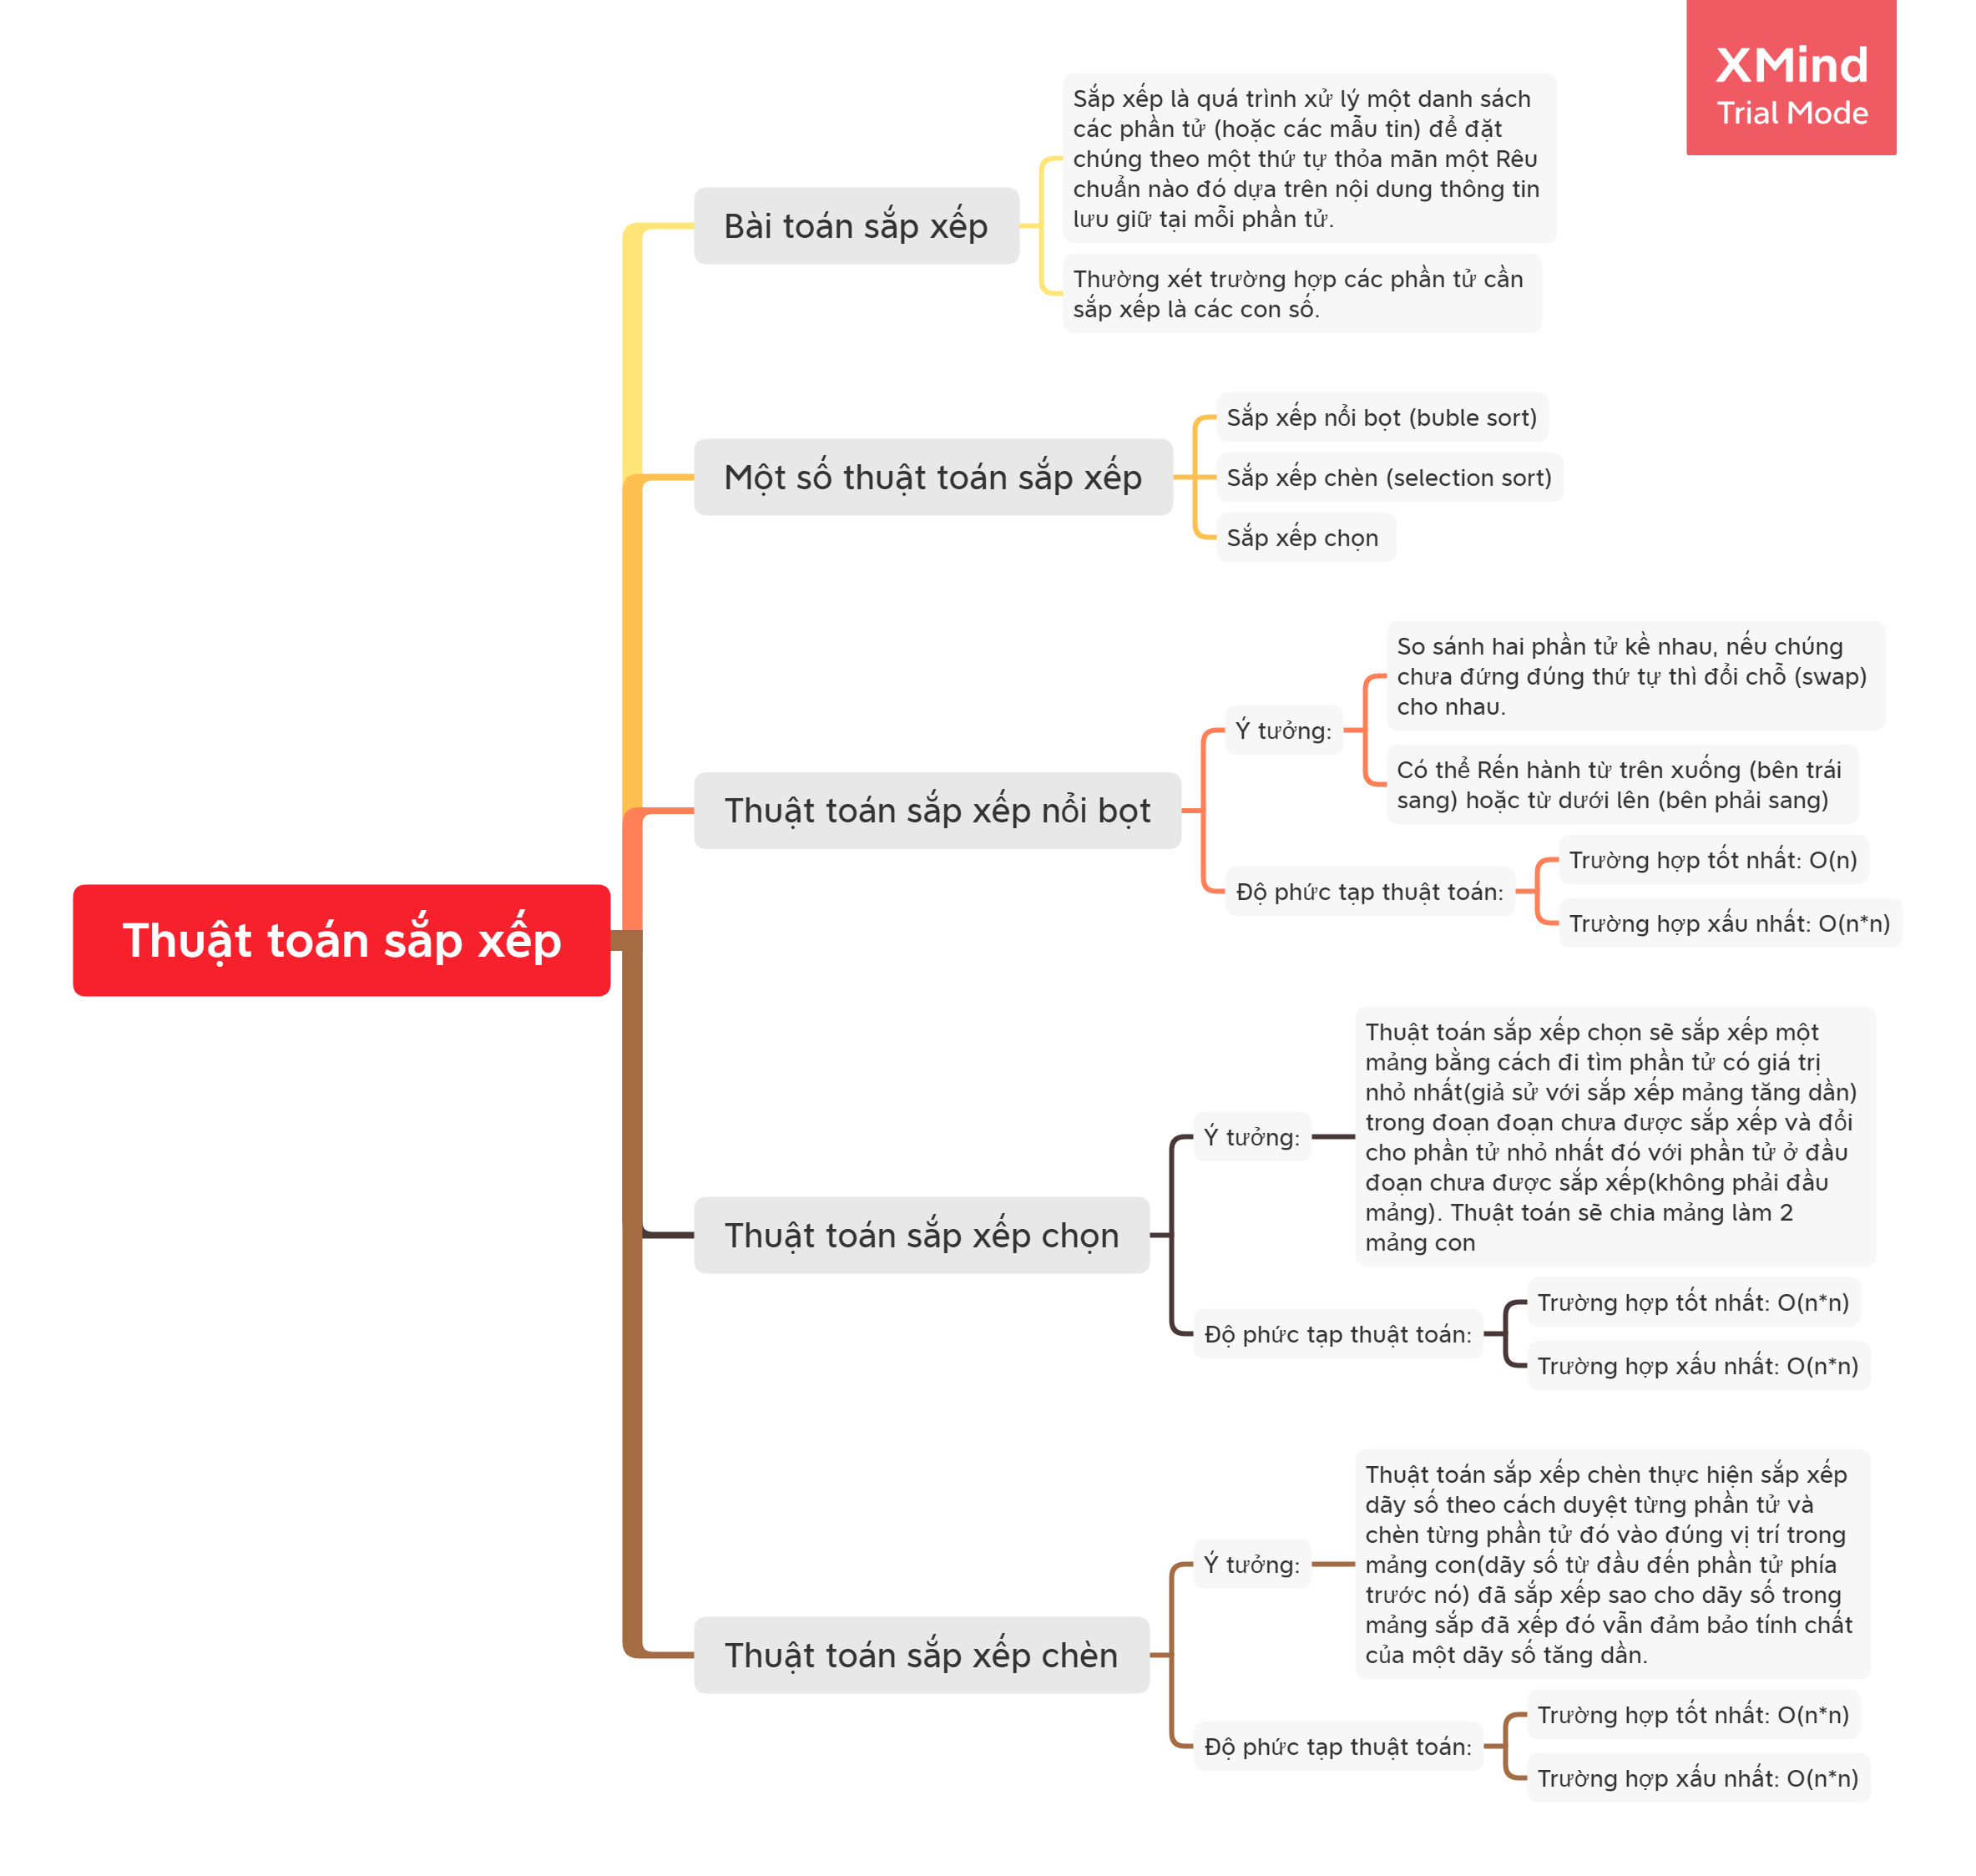 XMind
Trial Mode
Sắp xếp là quá trình xử lý một danh sách
các phần tử (hoặc các mẫu tin) để đặt
chúng theo một thứ tự thỏa mãn một Rêu
chuẩn nào đó dựa trên nội dung thông tin
lưu giữ tại mỗi phần tử.
Bài toán sắp xếp
Thường xét trường hợp các phần tử cần
sắp xếp là các con số.
Sắp xếp nổi bọt (buble sort)
Một số thuật toán sắp xếp
Sắp xếp chèn (selection sort)
Sắp xếp chọn
So sánh hai phần tử kề nhau, nếu chúng
chưa đứng đúng thứ tự thì đổi chỗ (swap)
cho nhau.
Ý tưởng:
Có thể Rến hành từ trên xuống (bên trái
sang) hoặc từ dưới lên (bên phải sang)
Thuật toán sắp xếp nổi bọt
Trường hợp tốt nhất: O(n)
Độ phức tạp thuật toán:
Trường hợp xấu nhất: O(n*n)
Thuật toán sắp xếp
Thuật toán sắp xếp chọn sẽ sắp xếp một
mảng bằng cách đi tìm phần tử có giá trị
nhỏ nhất(giả sử với sắp xếp mảng tăng dần)
trong đoạn đoạn chưa được sắp xếp và đổi
cho phần tử nhỏ nhất đó với phần tử ở đầu
đoạn chưa được sắp xếp(không phải đầu
mảng). Thuật toán sẽ chia mảng làm 2
mảng con
Ý tưởng:
Thuật toán sắp xếp chọn
Trường hợp tốt nhất: O(n*n)
Độ phức tạp thuật toán:
Trường hợp xấu nhất: O(n*n)
Thuật toán sắp xếp chèn thực hiện sắp xếp
dãy số theo cách duyệt từng phần tử và
chèn từng phần tử đó vào đúng vị trí trong
mảng con(dãy số từ đầu đến phần tử phía
trước nó) đã sắp xếp sao cho dãy số trong
mảng sắp đã xếp đó vẫn đảm bảo tính chất
của một dãy số tăng dần.
Ý tưởng:
Thuật toán sắp xếp chèn
Trường hợp tốt nhất: O(n*n)
Độ phức tạp thuật toán:
Trường hợp xấu nhất: O(n*n)